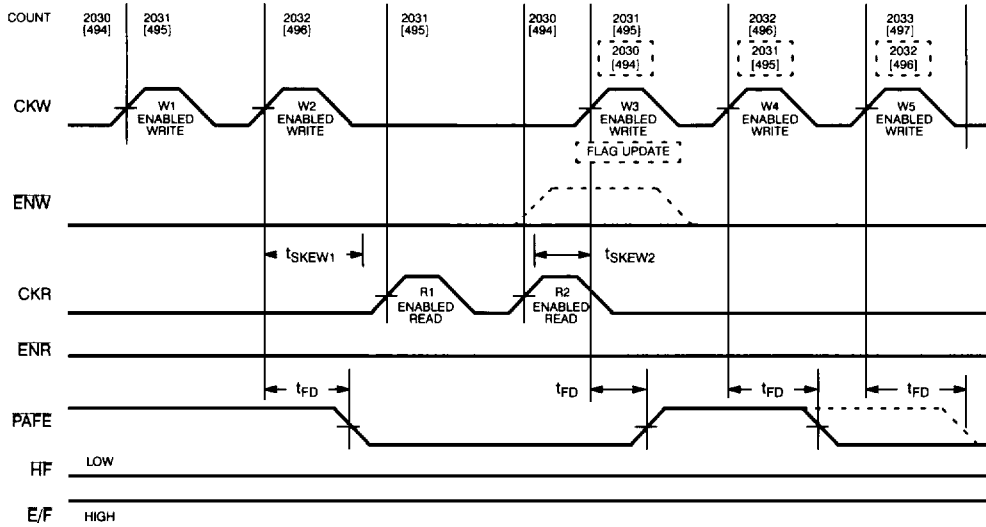 COUNT 2030 2031 2032 2031 2030 2031 2032 2033
[494] [495] [496] [495] [494] [495] [496] [497]
2030 2031 2032
[494] [495] [496]
CKW W1 W2 W3 W4 W5
ENABLED ENABLED ENABLED ENABLED ENABLED
WRITE WRITE WRITE WRITE WRITE
FLAG UPDATE
ENW
tSKEW1 tSKEW2
CKR R1 R2
ENABLED ENABLED
READ READ
ENR
tFD tFD tFD tFD
PAFE
HF LOW
E/F HIGH